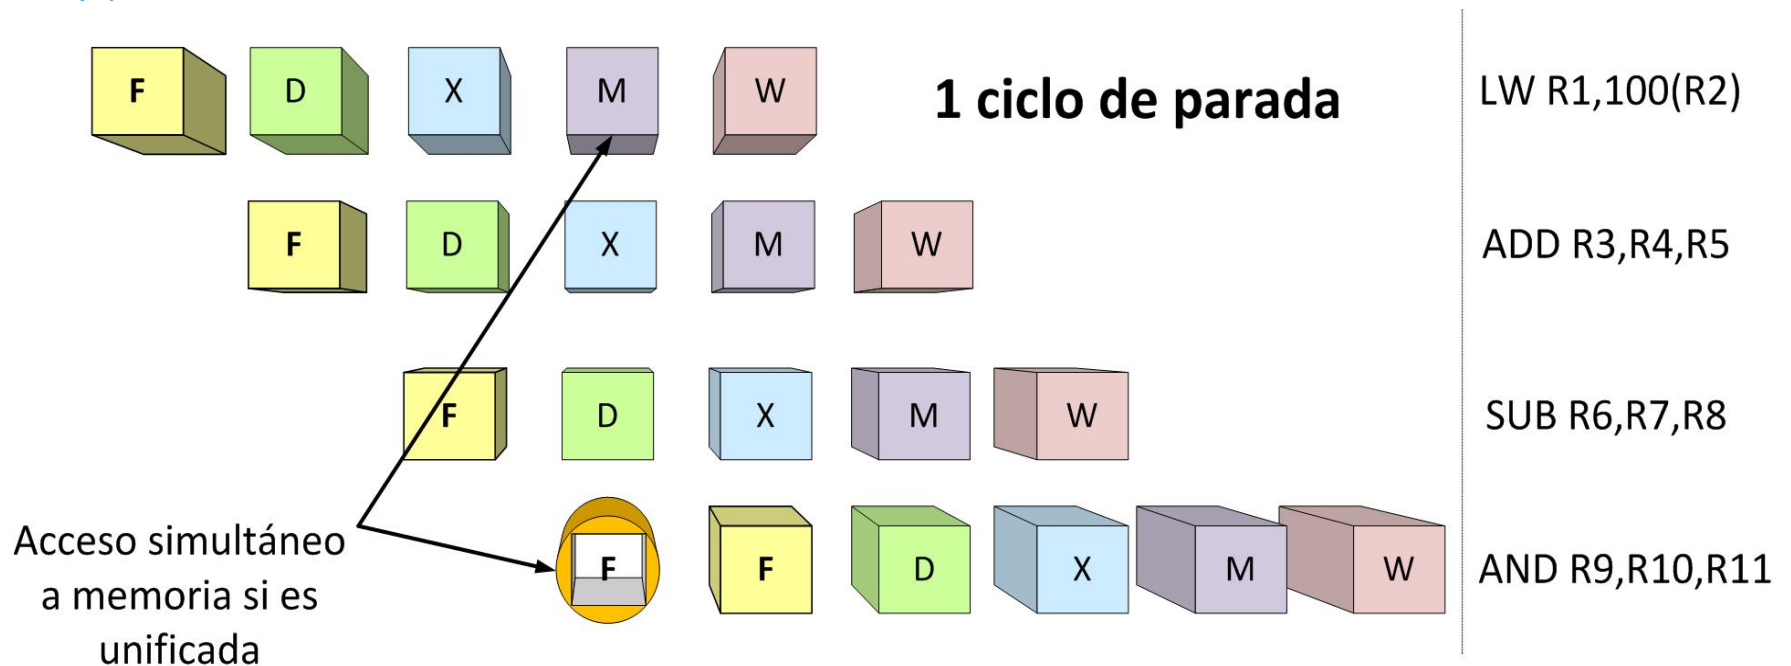 F D X M W 1 ciclo de parada LW R1,100(R2)
F D X M W ADD R3,R4,R5
F D X M W SUB R6,R7,R8
Acceso simultáneo
a memoria si es
unificada
F F D X M W AND R9,R10,R11